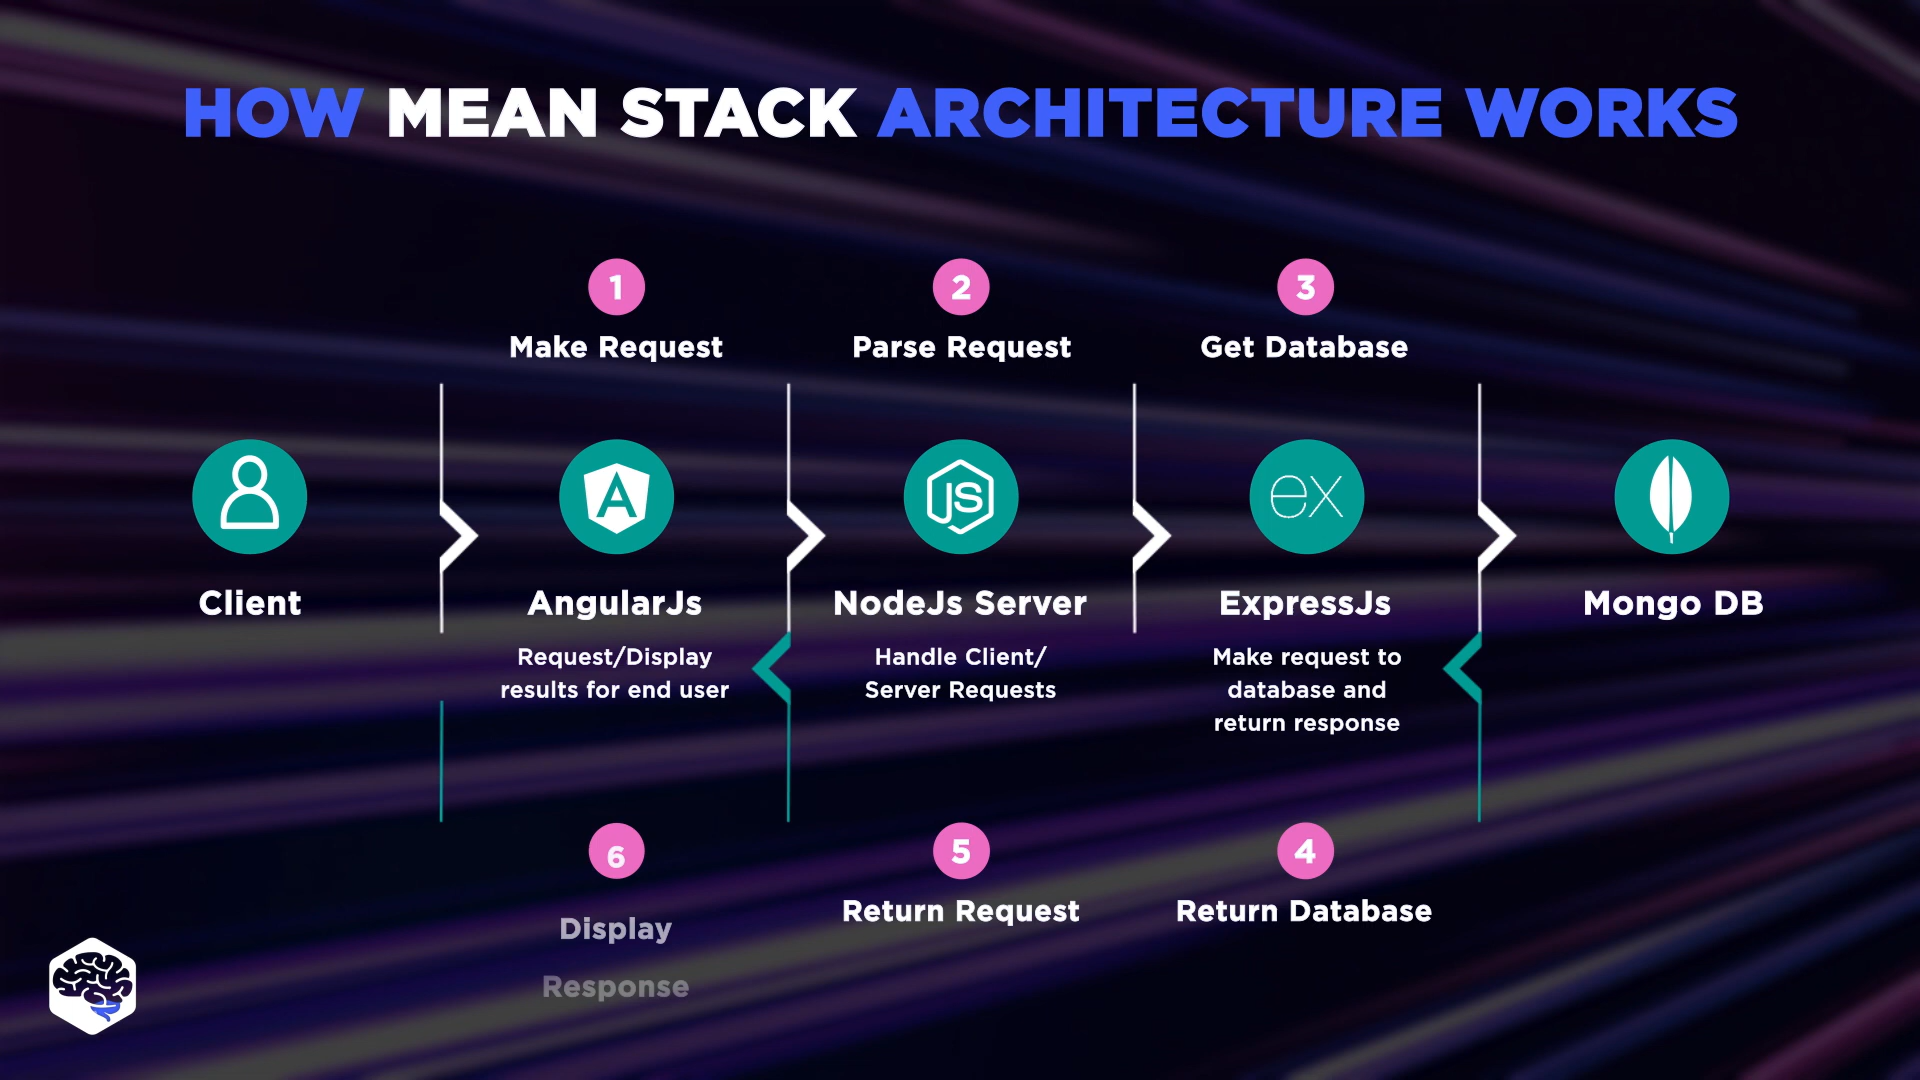 HOW MEAN STACK ARCHITECTURE WORKS
1
Make Request
2
Parse Request
3
Get Database
Client
A
AngularJs
Request/Display
results for end user
JS
NodeJs Server
Handle Client/
Server Requests
ex
ExpressJs
Make request to
database and
return response
Mongo DB
6
Display
Response
5
Return Request
4
Return Database